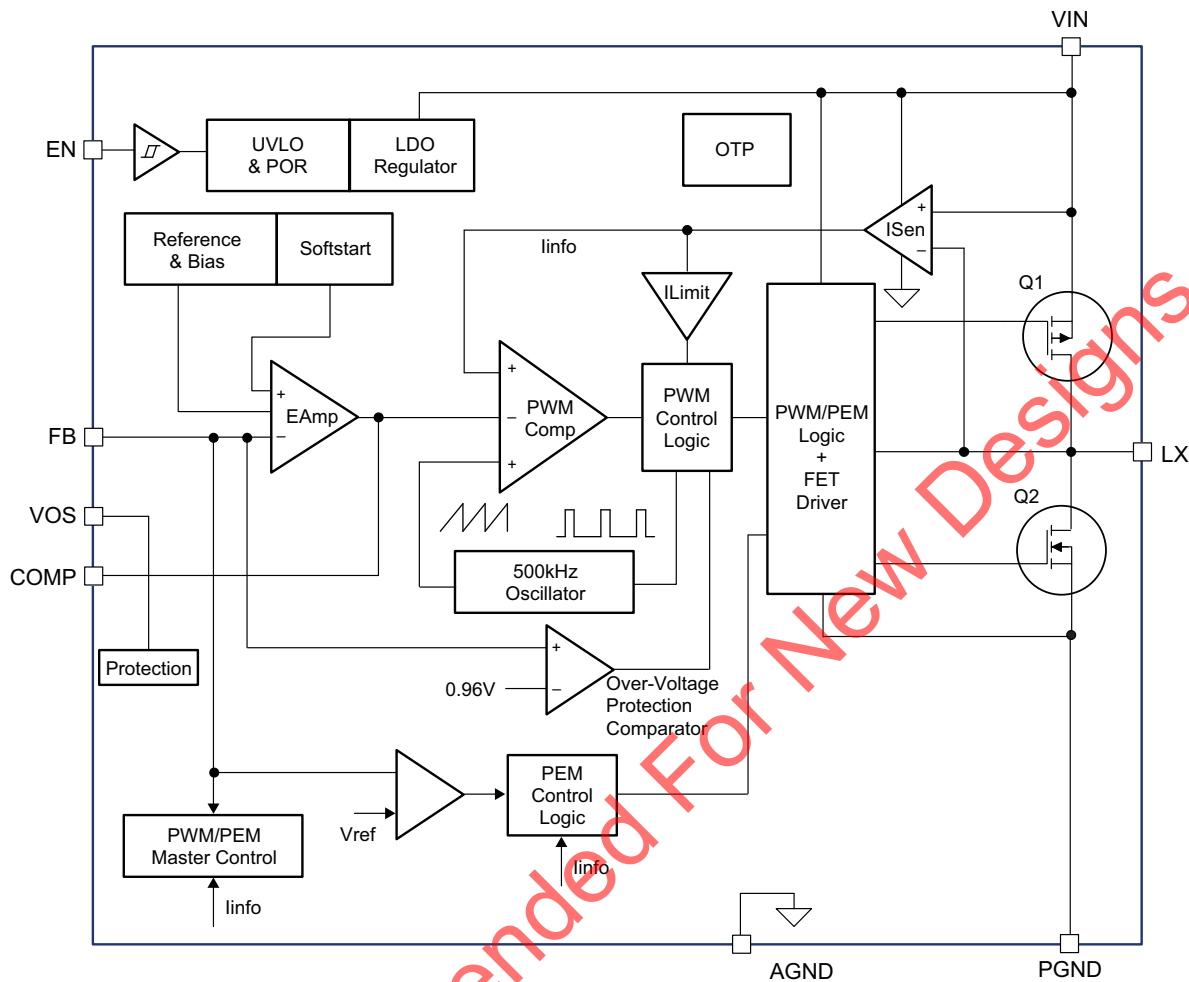 VIN
EN
UVLO
& POR
LDO
Regulator
OTP
Reference
& Bias
Softstart
Iinfo
ISen
+
–
ILimit
Q1
+
EAmp
–
+
–
PWM
Comp
+
PWM
Control
Logic
PWM/PEM
Logic
+
FET
Driver
FB
LX
VOS
COMP
Q2
500kHz
Oscillator
Protection
+
–
0.96V
Over-Voltage
Protection
Comparator
PEM
Control
Logic
Vref
PWM/PEM
Master Control
Iinfo
Iinfo
AGND
PGND
ended For New Designs